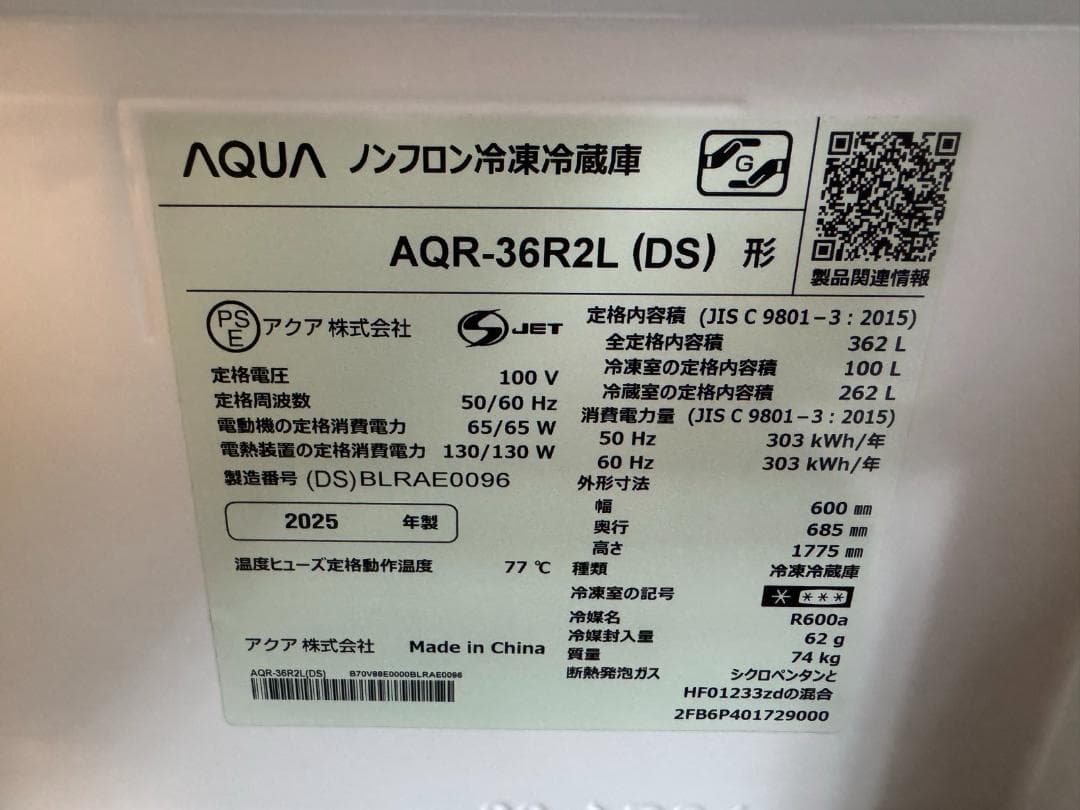 AQUA ノンフロン冷凍冷蔵庫
G
AQR-36R2L (DS) 形
製品関連情報
PS
E
アクア 株式会社
S JET
定格電圧 100 V
定格周波数 50/60 Hz
電動機の定格消費電力 65/65 W
電熱装置の定格消費電力 130/130 W
製造番号 (DS)BLRAE0096
2025 年製
温度ヒューズ定格動作温度 77 ℃
アクア 株式会社 Made in China
AQR-36R2L(DS) B70V88E0000BLRAE0096
定格内容積 (JIS C 9801−3 : 2015)
全定格内容積 362 L
冷凍室の定格内容積 100 L
冷蔵室の定格内容積 262 L
消費電力量 (JIS C 9801−3 : 2015)
50 Hz 303 kWh/年
60 Hz 303 kWh/年
外形寸法
幅 600 ㎜
奥行 685 ㎜
高さ 1775 ㎜
種類 冷凍冷蔵庫
冷凍室の記号 * ***
冷媒名 R600a
冷媒封入量 62 g
質量 74 kg
断熱発泡ガス シクロペンタンと
HFO1233zdの混合
2FB6P401729000